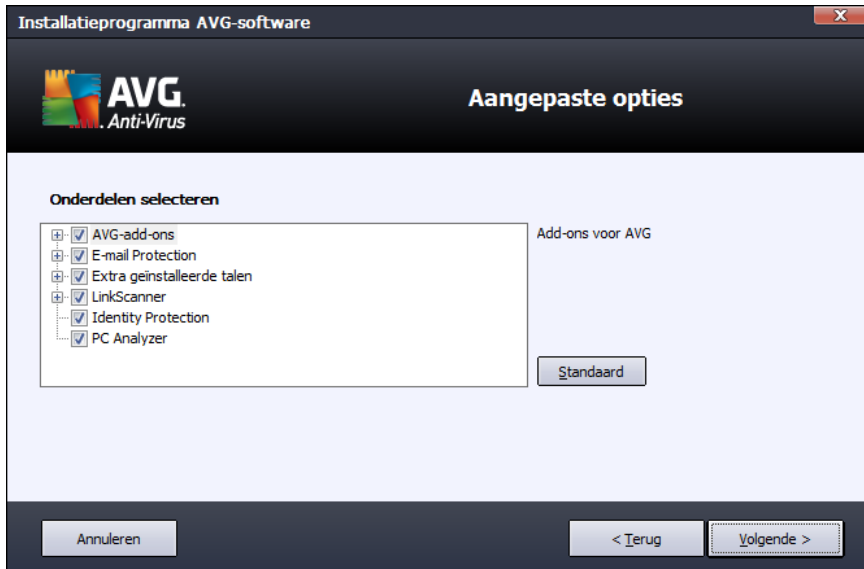 Installatieprogramma AVG-software
X
AVG.
Anti-Virus
Aangepaste opties
Onderdelen selecteren
AVG-add-ons
E-mail Protection
Extra geïnstalleerde talen
LinkScanner
Identity Protection
PC Analyzer
Add-ons voor AVG
Standaard
Annuleren
< Terug
Volgende >